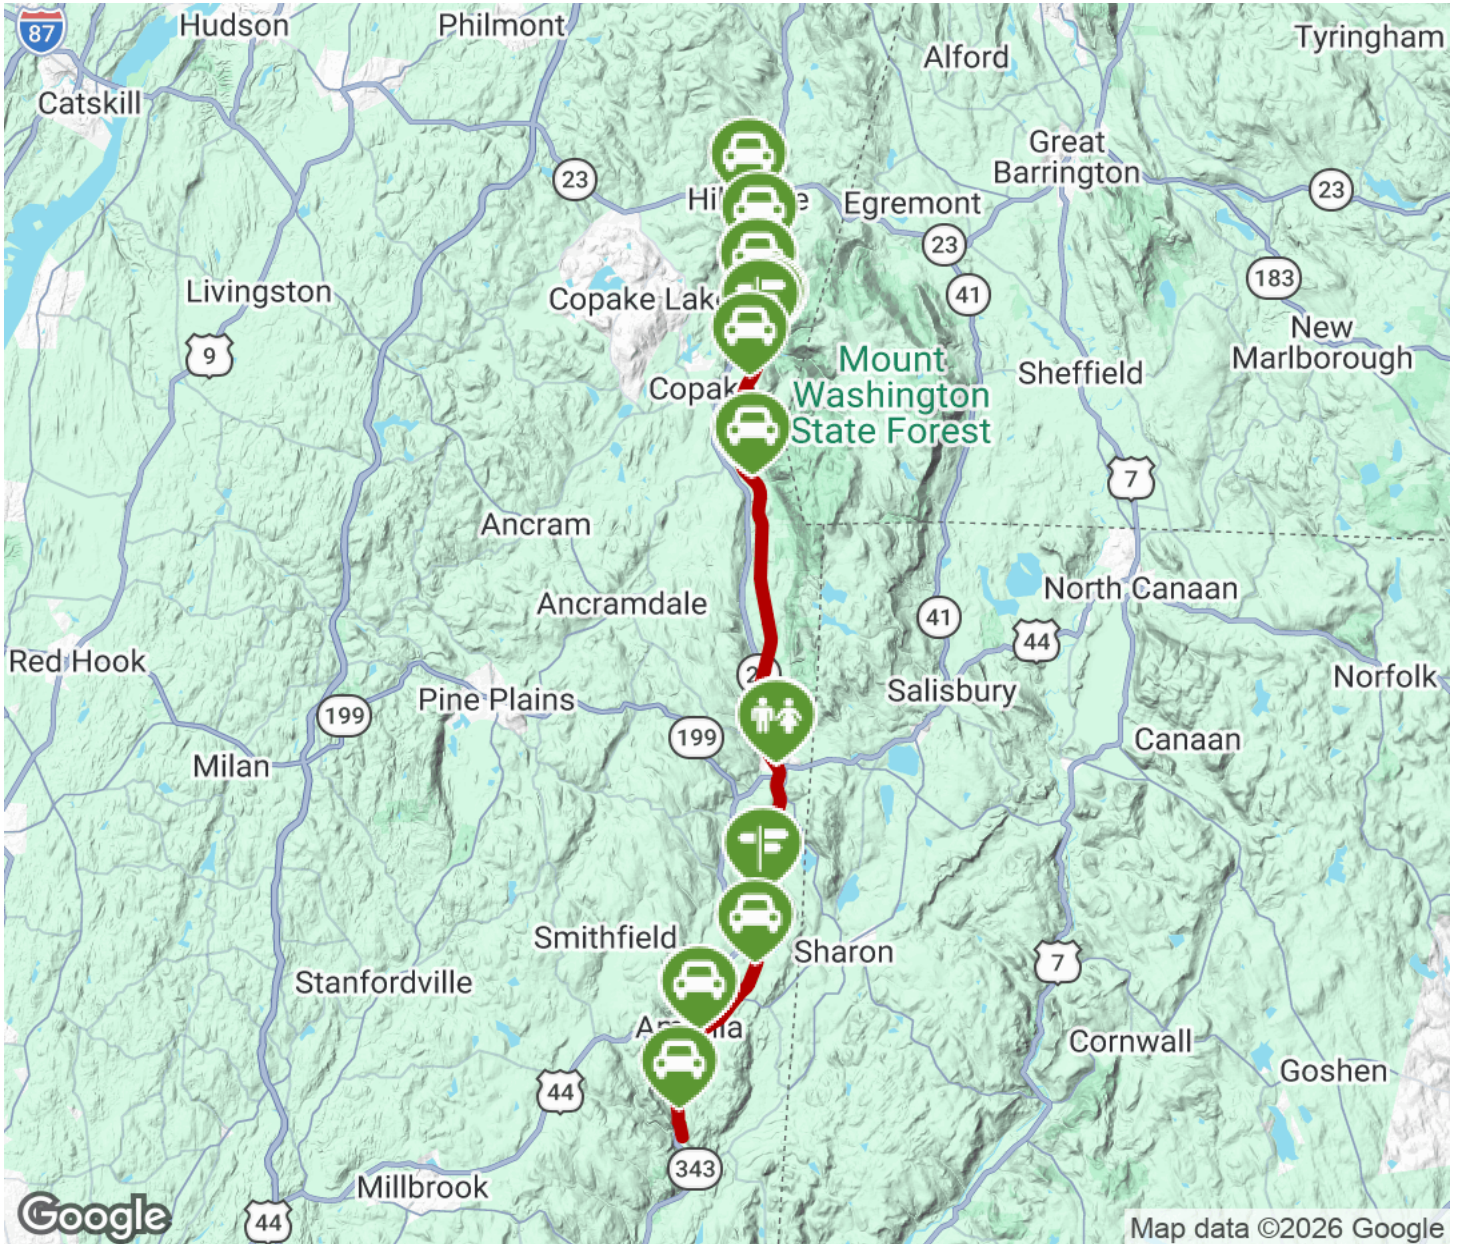 87
Hudson
Philmont
Tyringham
Alford
Catskill
Great
Barrington
23
23
Egremont
23
Livingston
Copake Lake
41
183
9
New
Marlborough
Mount
Washington
State Forest
Sheffield
7
Ancram
North Canaan
Ancramdale
41
44
Red Hook
Salisbury
Norfolk
Pine Plains
199
199
Canaan
Milan
Smithfield
Sharon
7
Stanfordville
Cornwall
Goshen
44
343
Millbrook
44
Google
Map data ©2026 Google